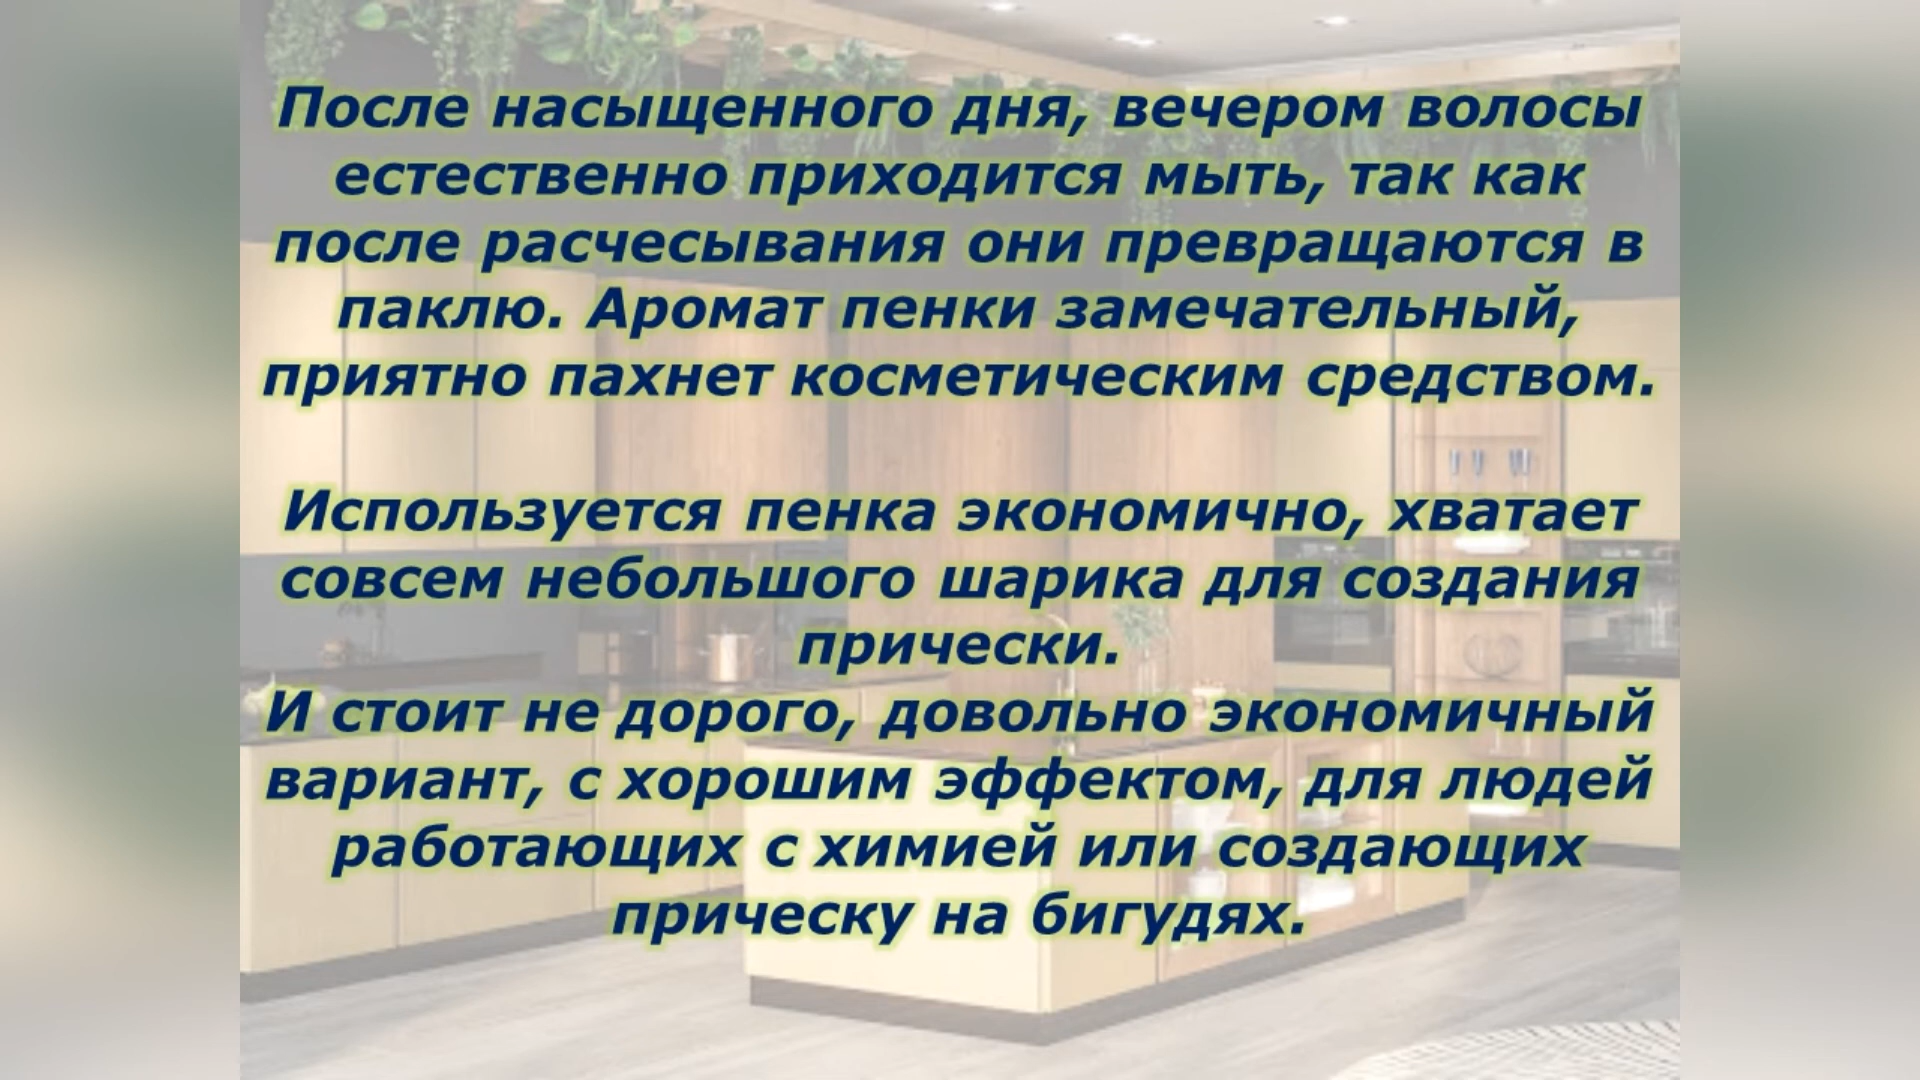 После насыщенного дня, вечером волосы
естественно приходится мыть, так как
после расчесывания они превращаются в
паклю. Аромат пенки замечательный,
приятно пахнет косметическим средством.
Используется пенка экономично, хватает
совсем небольшого шарика для создания
прически.
И стоит не дорого, довольно экономичный
вариант, с хорошим эффектом, для людей
работающих с химией или создающих
прическу на бигудях.